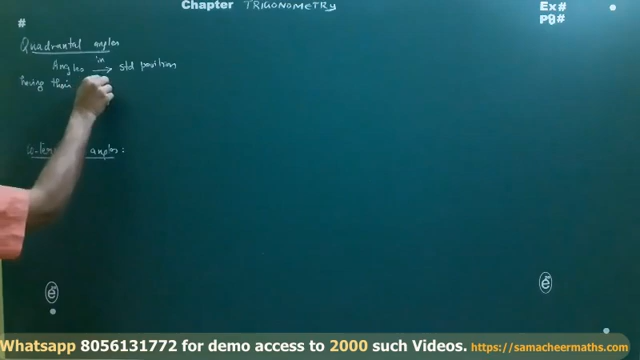 Chapter TRIGONOMETRY
Ex#
Pg#
#
Quadrantal angles
Angles in → std position
having their
angles:
Whatsapp 8056131772 for demo access to 2000 such Videos. https://samacheermaths.com